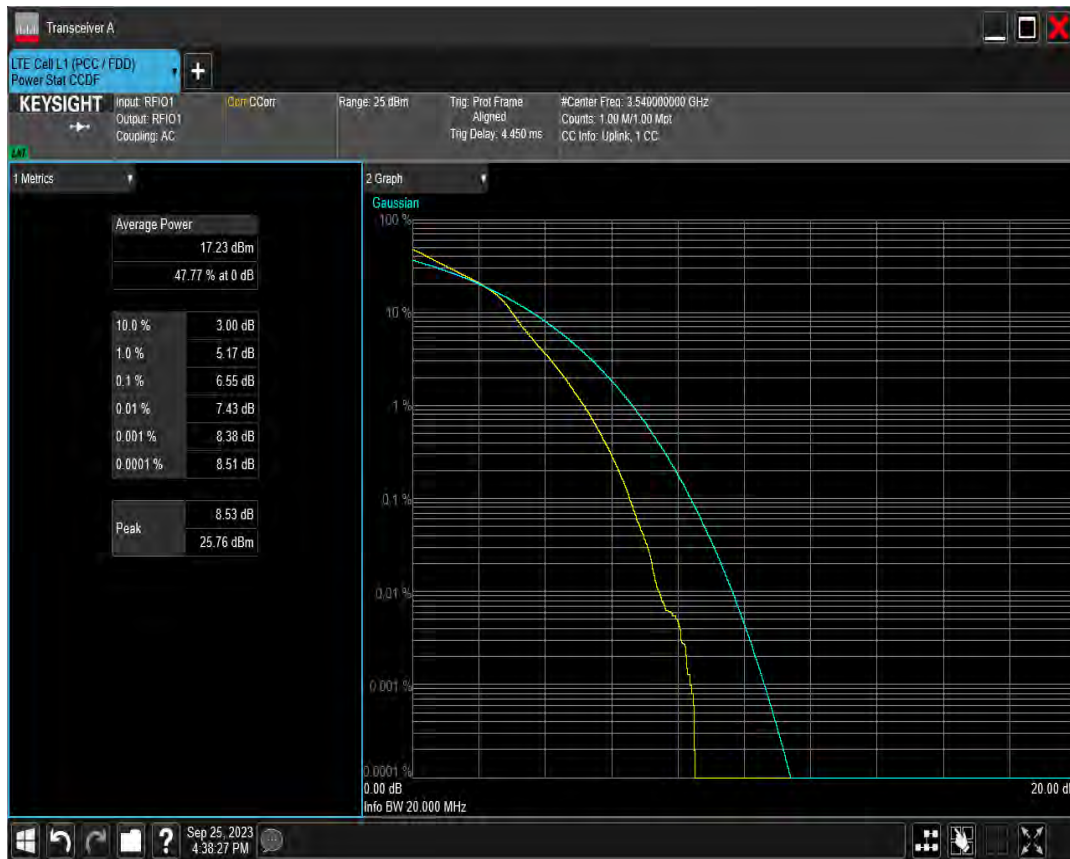 Transceiver A
LTE Cell L1 (PCC / FDD)
Power Stat CCDF
KEYSIGHT
Input: RFIO1
Output: RFIO1
Coupling: AC
Corr CCorr
Range: 25 dBm
Trig: Prot Frame
Aligned
Trig Delay: 4.450 ms
#Center Freq: 3.540000000 GHz
Counts: 1.00 M/1.00 Mpt
CC Info: Uplink, 1 CC
1 Metrics
Average Power
17.23 dBm
47.77 % at 0 dB
10.0 % 3.00 dB
1.0 % 5.17 dB
0.1 % 6.55 dB
0.01 % 7.43 dB
0.001 % 8.38 dB
0.0001 % 8.51 dB
Peak
8.53 dB
25.76 dBm
2 Graph
Gaussian
100 %
10 %
1 %
0.1 %
0.01 %
0.001 %
0.0001 %
0.00 dB
20.00 d
Info BW 20.000 MHz
Sep 25, 2023
4:38:27 PM